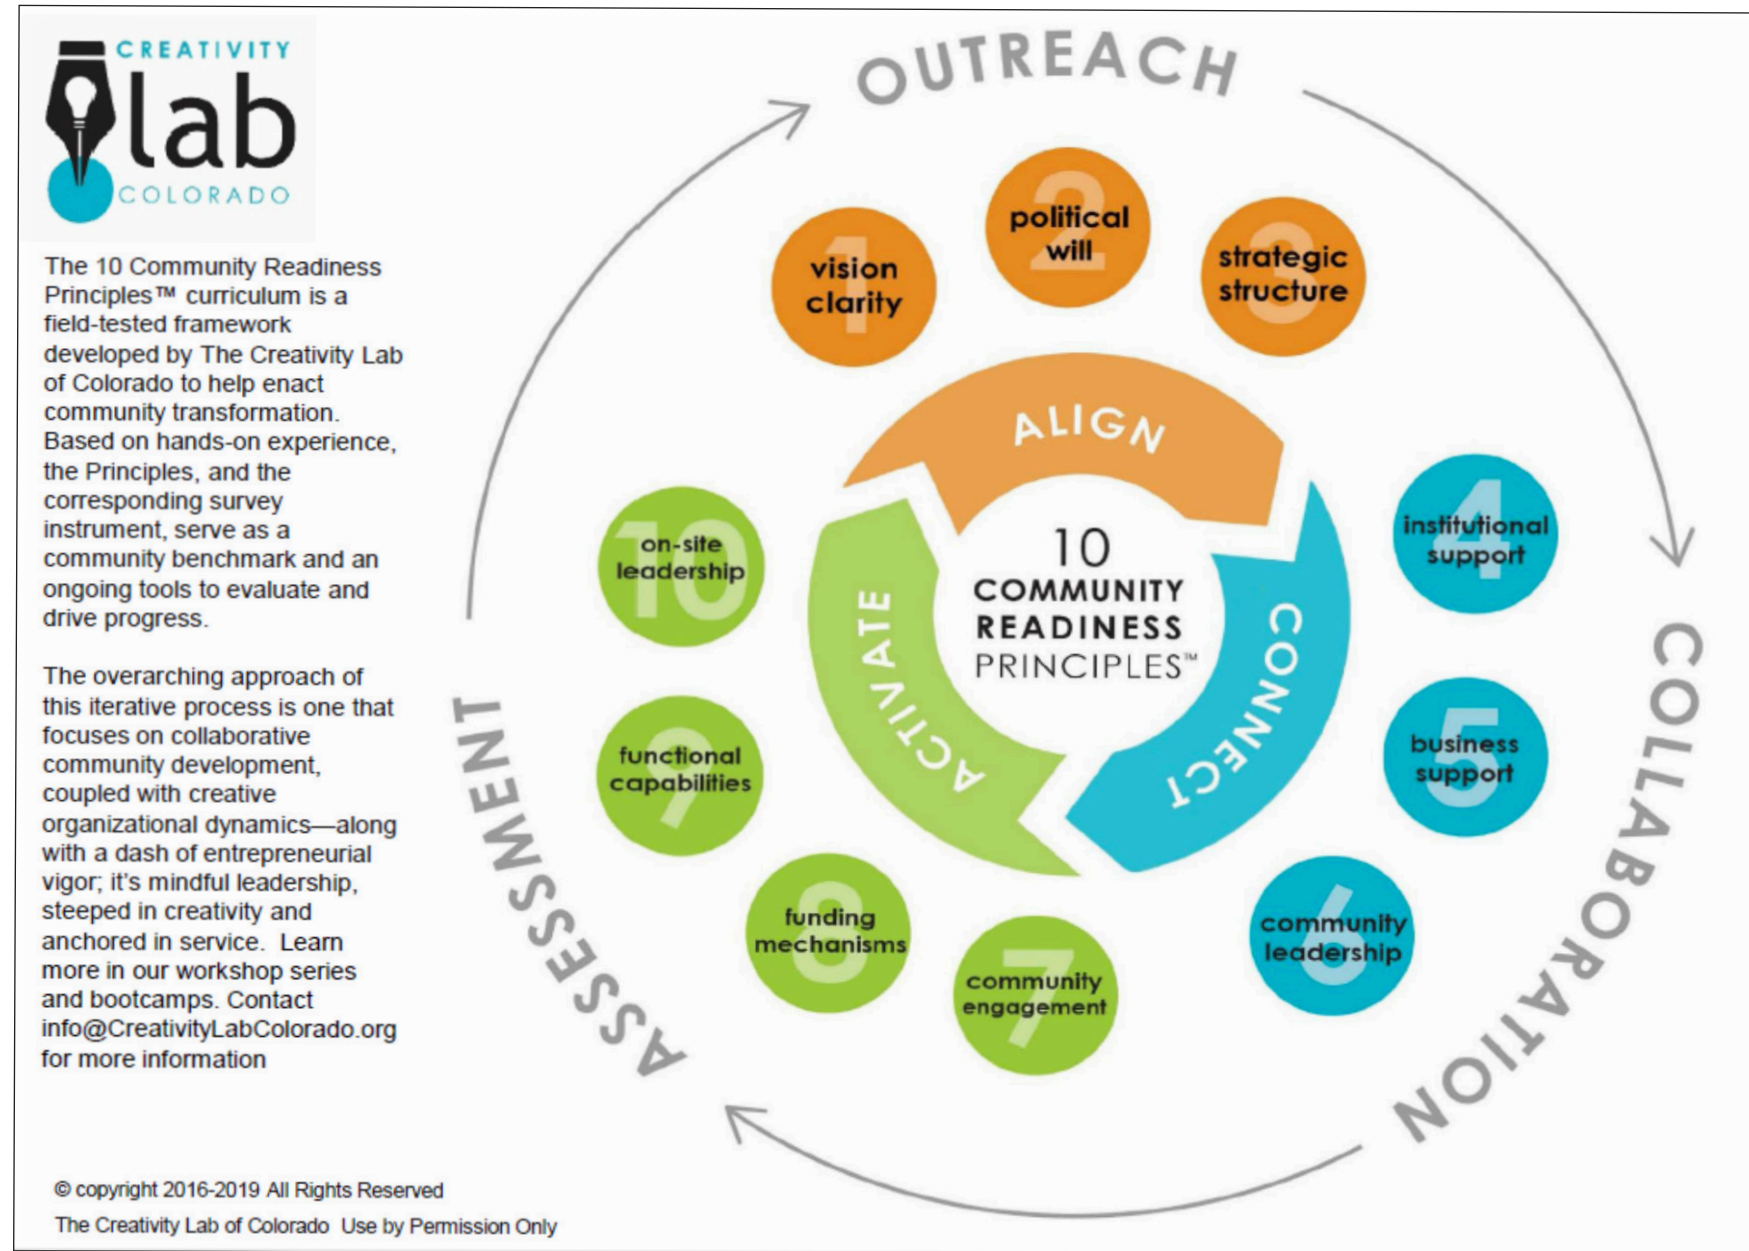 CREATIVITY
lab
COLORADO
The 10 Community Readiness
Principles™ curriculum is a
field-tested framework
developed by The Creativity Lab
of Colorado to help enact
community transformation.
Based on hands-on experience,
the Principles, and the
corresponding survey
instrument, serve as a
community benchmark and an
ongoing tools to evaluate and
drive progress.
The overarching approach of
this iterative process is one that
focuses on collaborative
community development,
coupled with creative
organizational dynamics—along
with a dash of entrepreneurial
vigor; it's mindful leadership,
steeped in creativity and
anchored in service.  Learn
more in our workshop series
and bootcamps. Contact
info@CreativityLabColorado.org
for more information
© copyright 2016-2019 All Rights Reserved
The Creativity Lab of Colorado  Use by Permission Only
OUTREACH
COLLABORATION
ASSESSMENT
1
vision
clarity
2
political
will
3
strategic
structure
4
institutional
support
5
business
support
6
community
leadership
7
community
engagement
8
funding
mechanisms
9
functional
capabilities
10
on-site
leadership
ALIGN
CONNECT
ACTIVATE
10
COMMUNITY
READINESS
PRINCIPLES™